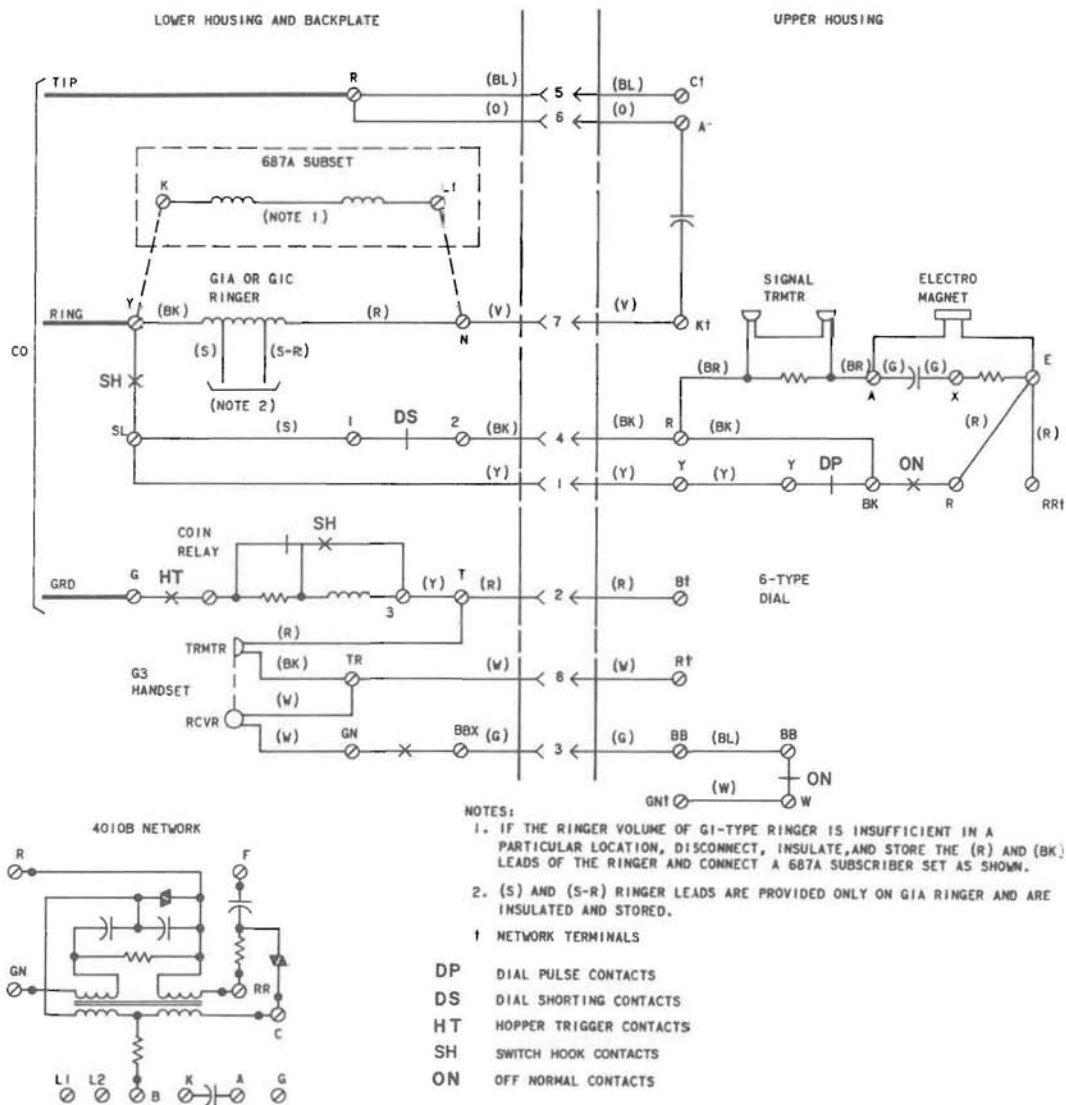 LOWER HOUSING AND BACKPLATE
UPPER HOUSING
TIP
R
(BL)
5
(BL)
C†
(O)
6
(O)
A
687A SUBSET
K
L†
(NOTE 1)
G1A OR G1C
RINGER
SIGNAL
TRMTR
ELECTRO
MAGNET
RING
Y
(BK)
(R)
N
(V)
7
(V)
K†
CO
(S)
(S-R)
(NOTE 2)
SH
(BR)
(BR)
(G)
(G)
E
A
X
SL
(S)
1
DS
2
(BK)
4
(BK)
R
(BK)
(R)
(R)
(Y)
1
(Y)
Y
(Y)
Y
DP
ON
BK
R
RR†
COIN
RELAY
SH
GRD
G
HT
3
(Y)
T
(R)
2
(R)
B†
6-TYPE
DIAL
(R)
TRMTR
(BK)
TR
(W)
8
(W)
R†
G3
HANDSET
(W)
RCVR
(W)
GN
BBX
(G)
3
(G)
BB
(BL)
BB
ON
GN†
(W)
W
NOTES:
1. IF THE RINGER VOLUME OF G1-TYPE RINGER IS INSUFFICIENT IN A
PARTICULAR LOCATION, DISCONNECT, INSULATE,AND STORE THE (R) AND (BK)
LEADS OF THE RINGER AND CONNECT A 687A SUBSCRIBER SET AS SHOWN.
2. (S) AND (S-R) RINGER LEADS ARE PROVIDED ONLY ON G1A RINGER AND ARE
INSULATED AND STORED.
† NETWORK TERMINALS
DP DIAL PULSE CONTACTS
DS DIAL SHORTING CONTACTS
HT HOPPER TRIGGER CONTACTS
SH SWITCH HOOK CONTACTS
ON OFF NORMAL CONTACTS
4010B NETWORK
R
F
GN
RR
C
L1
L2
B
K
A
G